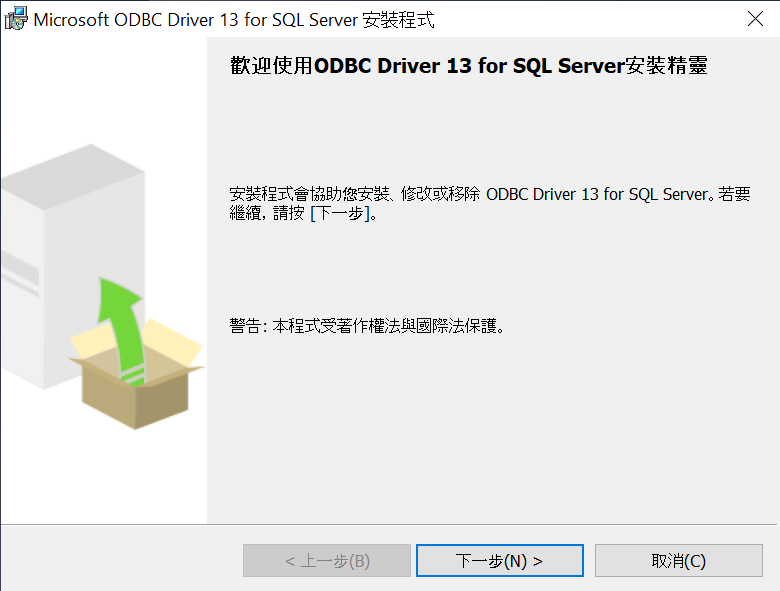 Microsoft ODBC Driver 13 for SQL Server 安裝程式
歡迎使用ODBC Driver 13 for SQL Server安裝精靈
安裝程式會協助您安裝、修改或移除 ODBC Driver 13 for SQL Server。若要
繼續，請按 [下一步]。
警告: 本程式受著作權法與國際法保護。
< 上一步(B)
下一步(N) >
取消(C)